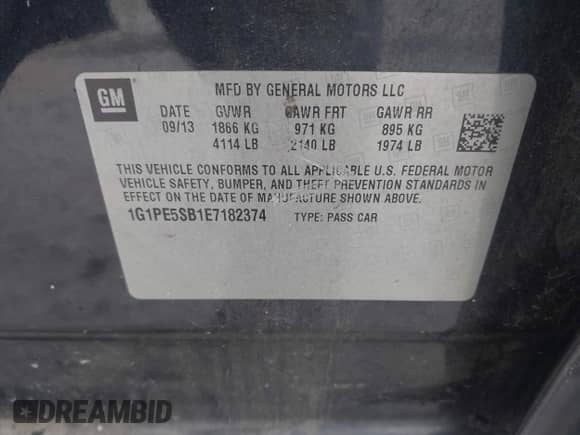 GM
MFD BY GENERAL MOTORS LLC
DATE GVWR GAWR FRT GAWR RR
09/13 1866 KG 971 KG 895 KG
4114 LB 2140 LB 1974 LB
THIS VEHICLE CONFORMS TO ALL APPLICABLE U.S. FEDERAL MOTOR
VEHICLE SAFETY, BUMPER, AND THEFT PREVENTION STANDARDS IN
EFFECT ON THE DATE OF MANUFACTURE SHOWN ABOVE.
1G1PE5SB1E7182374 TYPE: PASS CAR
DREAMBID